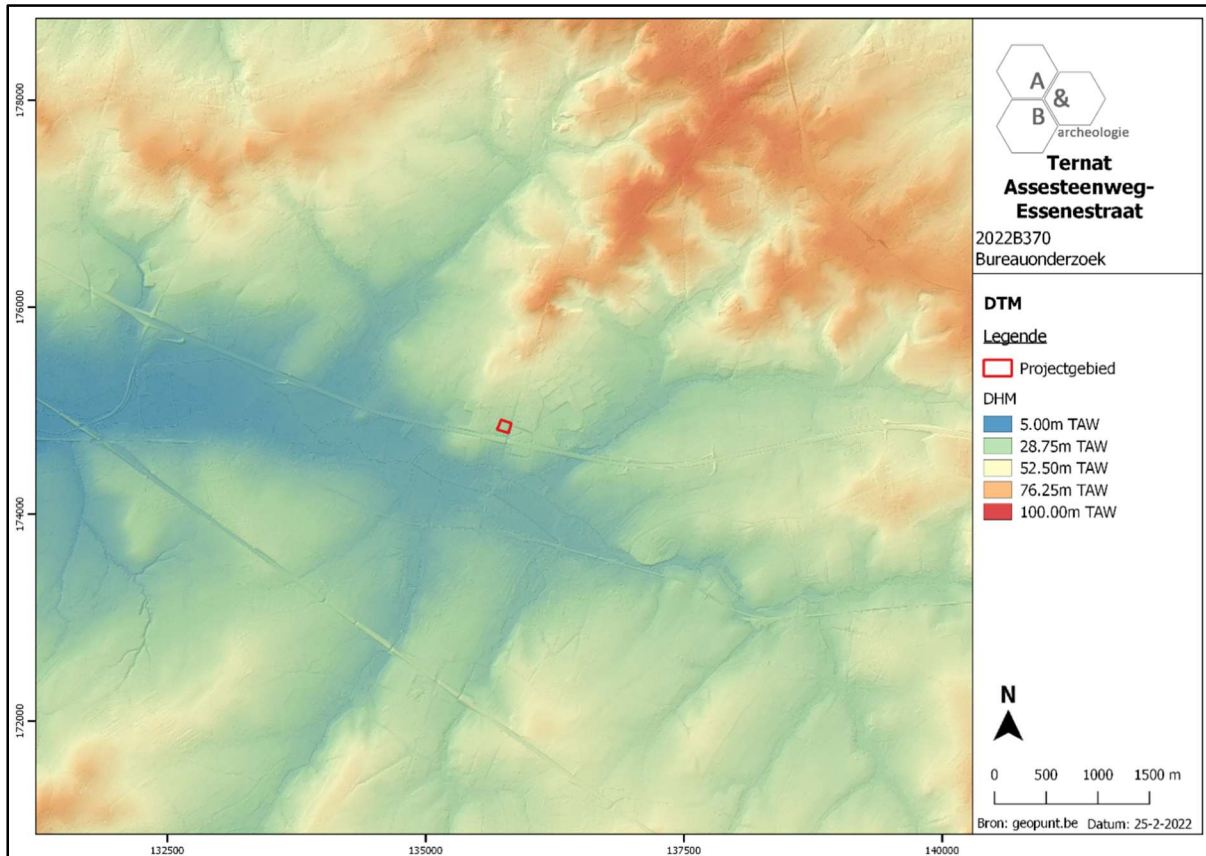 178000
176000
174000
172000
132500
135000
137500
140000
A
&
B
archeologie
Ternat
Assesteenweg-
Essenestraat
2022B370
Bureauonderzoek
DTM
Legende
Projectgebied
DHM
5.00m TAW
28.75m TAW
52.50m TAW
76.25m TAW
100.00m TAW
N
0 500 1000 1500 m
Bron: geopunt.be Datum: 25-2-2022